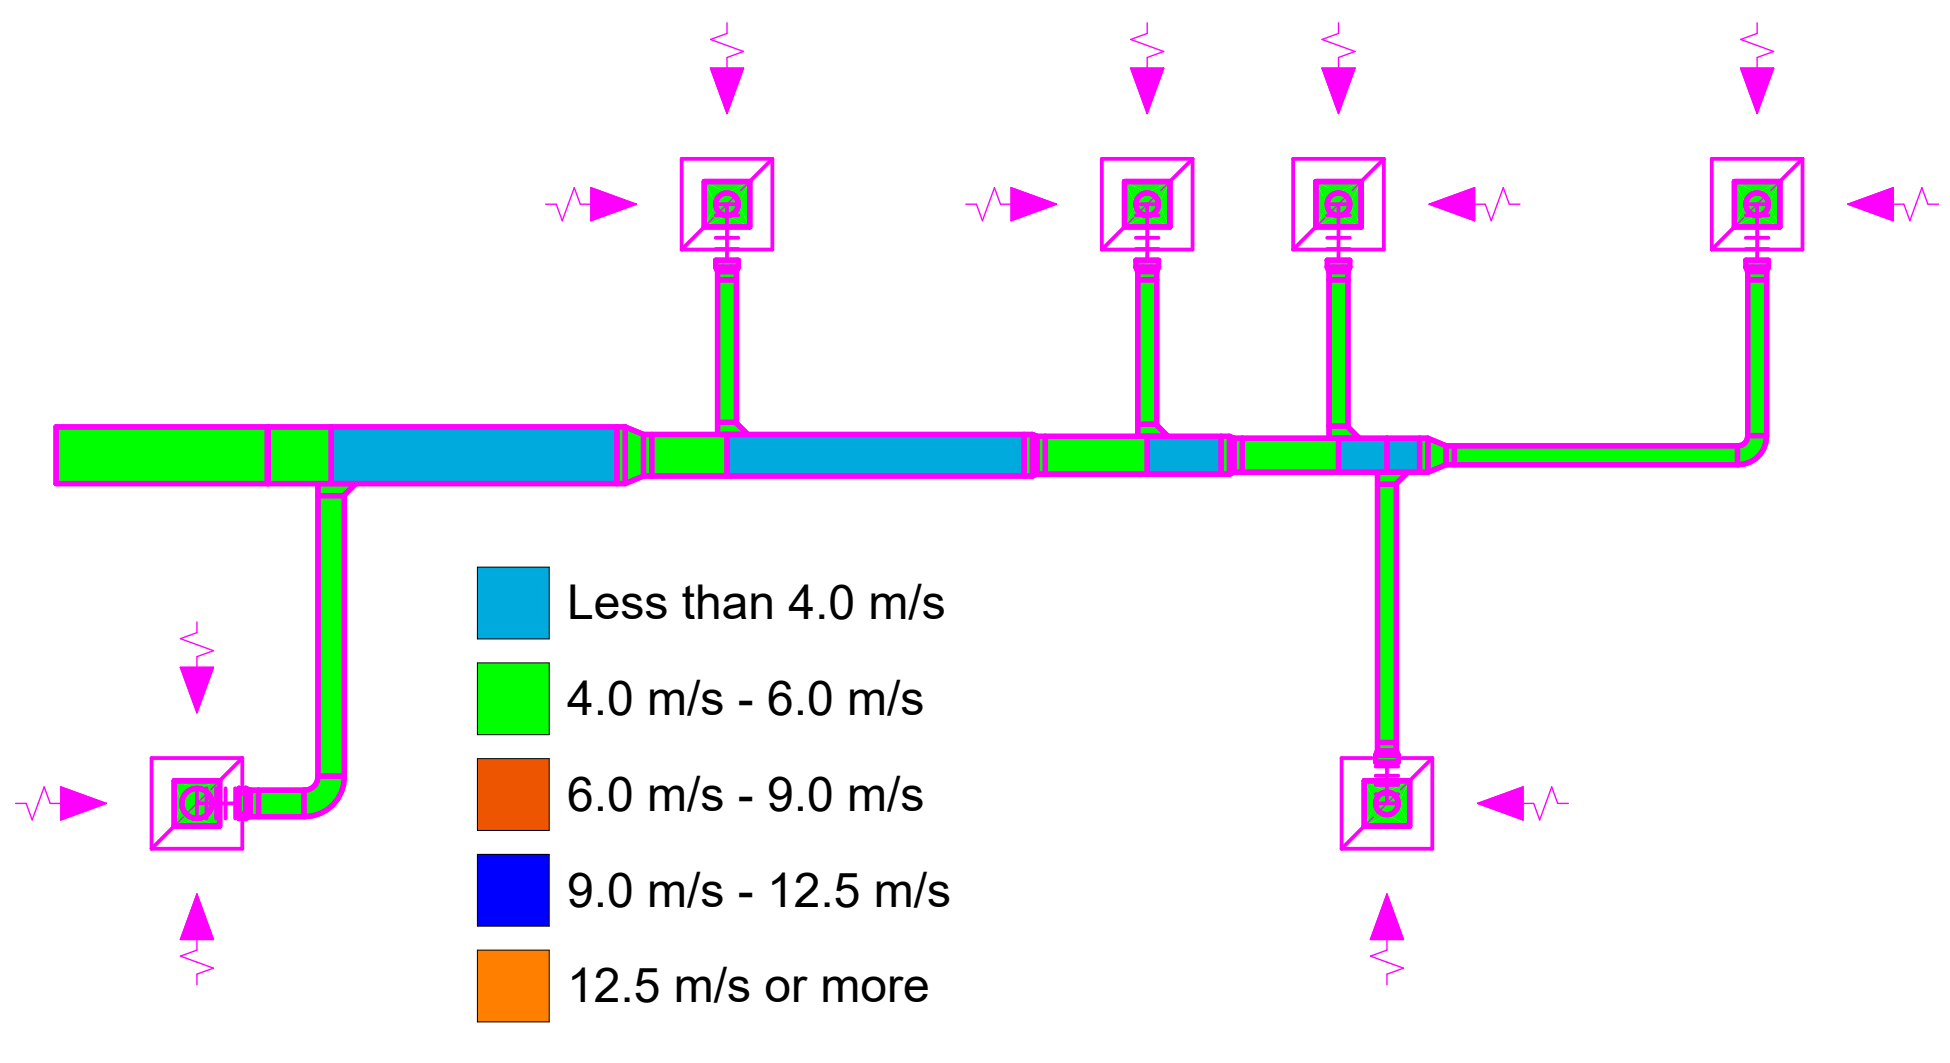 Less than 4.0 m/s
4.0 m/s - 6.0 m/s
6.0 m/s - 9.0 m/s
9.0 m/s - 12.5 m/s
12.5 m/s or more